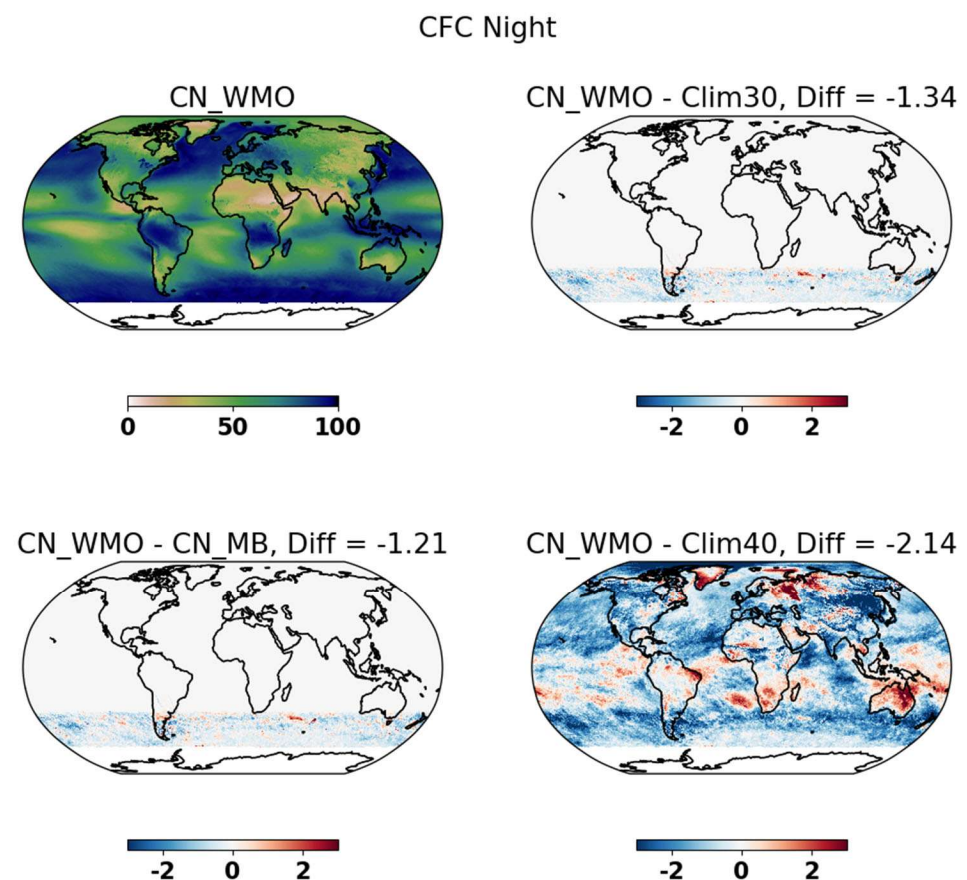 CFC Night
CN_WMO
CN_WMO - Clim30, Diff = -1.34
0 50 100
-2 0 2
CN_WMO - CN_MB, Diff = -1.21
CN_WMO - Clim40, Diff = -2.14
-2 0 2
-2 0 2